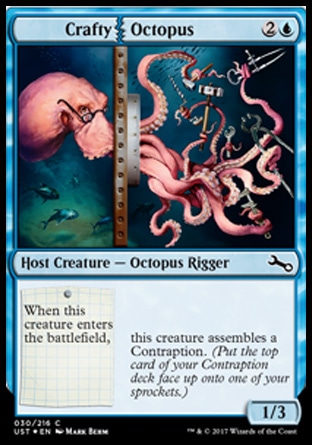 Crafty Octopus 2
Host Creature — Octopus Rigger
When this
creature enters
the battlefield,
this creature assembles a
Contraption. (Put the top
card of your Contraption
deck face up onto one of your
sprockets.)
1/3
030/216 C
UST • EN Mark Behm
™ & © 2017 Wizards of the Coast